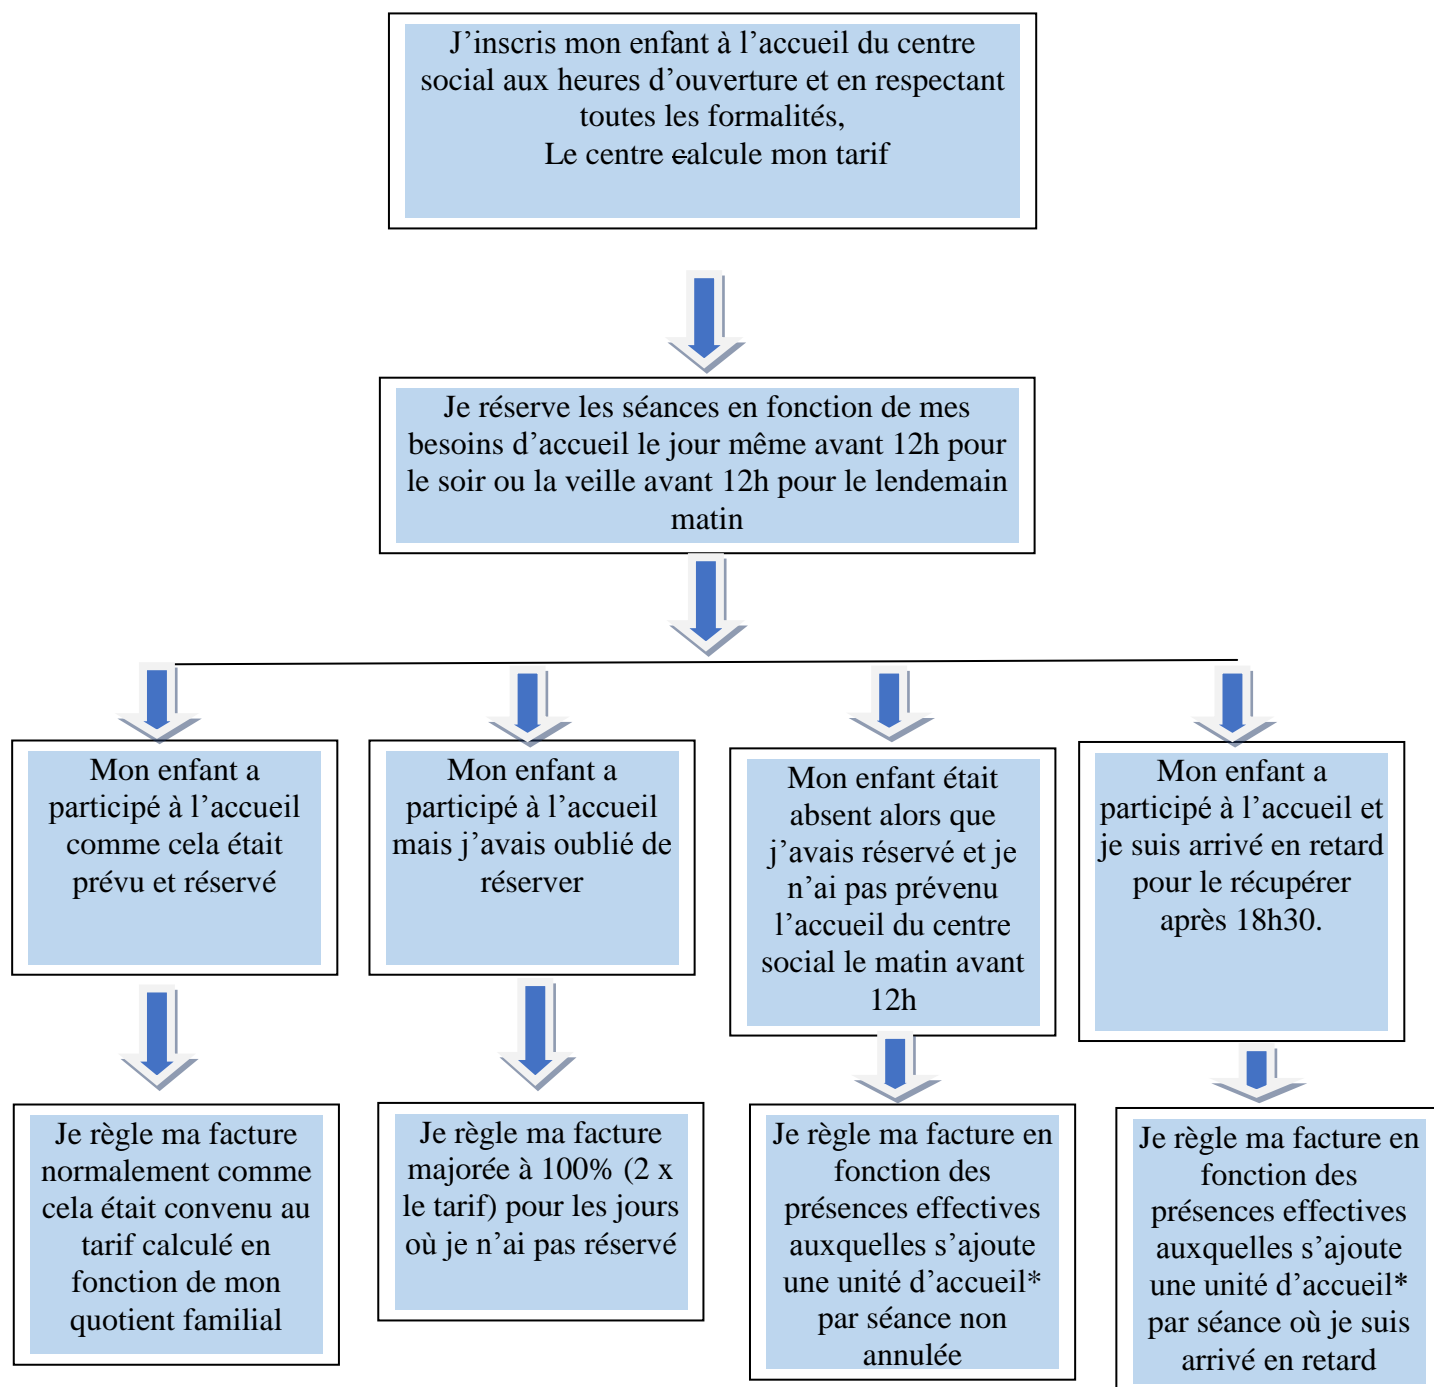 J’inscris mon enfant à l’accueil du centre
social aux heures d’ouverture et en respectant
toutes les formalités,
Le centre calcule mon tarif
Je réserve les séances en fonction de mes
besoins d’accueil le jour même avant 12h pour
le soir ou la veille avant 12h pour le lendemain
matin
Mon enfant a
participé à l’accueil
comme cela était
prévu et réservé
Mon enfant a
participé à l’accueil
mais j’avais oublié de
réserver
Mon enfant était
absent alors que
j’avais réservé et je
n’ai pas prévenu
l’accueil du centre
social le matin avant
12h
Mon enfant a
participé à l’accueil et
je suis arrivé en retard
pour le récupérer
après 18h30.
Je règle ma facture
normalement comme
cela était convenu au
tarif calculé en
fonction de mon
quotient familial
Je règle ma facture
majorée à 100% (2 x
le tarif) pour les jours
où je n’ai pas réservé
Je règle ma facture en
fonction des
présences effectives
auxquelles s’ajoute
une unité d’accueil*
par séance non
annulée
Je règle ma facture en
fonction des
présences effectives
auxquelles s’ajoute
une unité d’accueil*
par séance où je suis
arrivé en retard